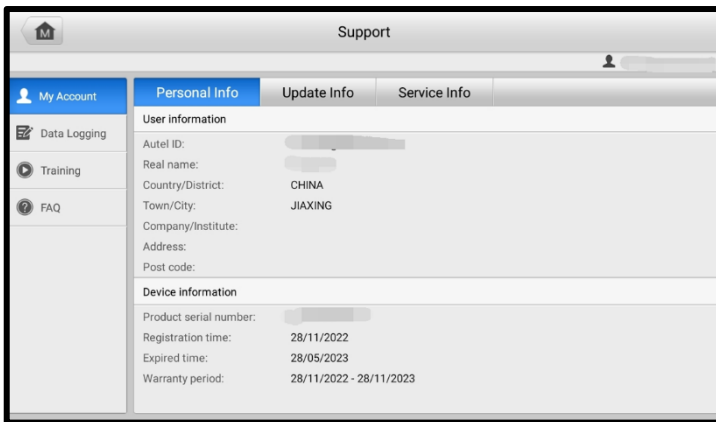 M
Support
My Account
Data Logging
Training
FAQ
Personal Info Update Info Service Info
User information
Autel ID:
Real name:
Country/District: CHINA
Town/City: JIAXING
Company/Institute:
Address:
Post code:
Device information
Product serial number:
Registration time: 28/11/2022
Expired time: 28/05/2023
Warranty period: 28/11/2022 - 28/11/2023